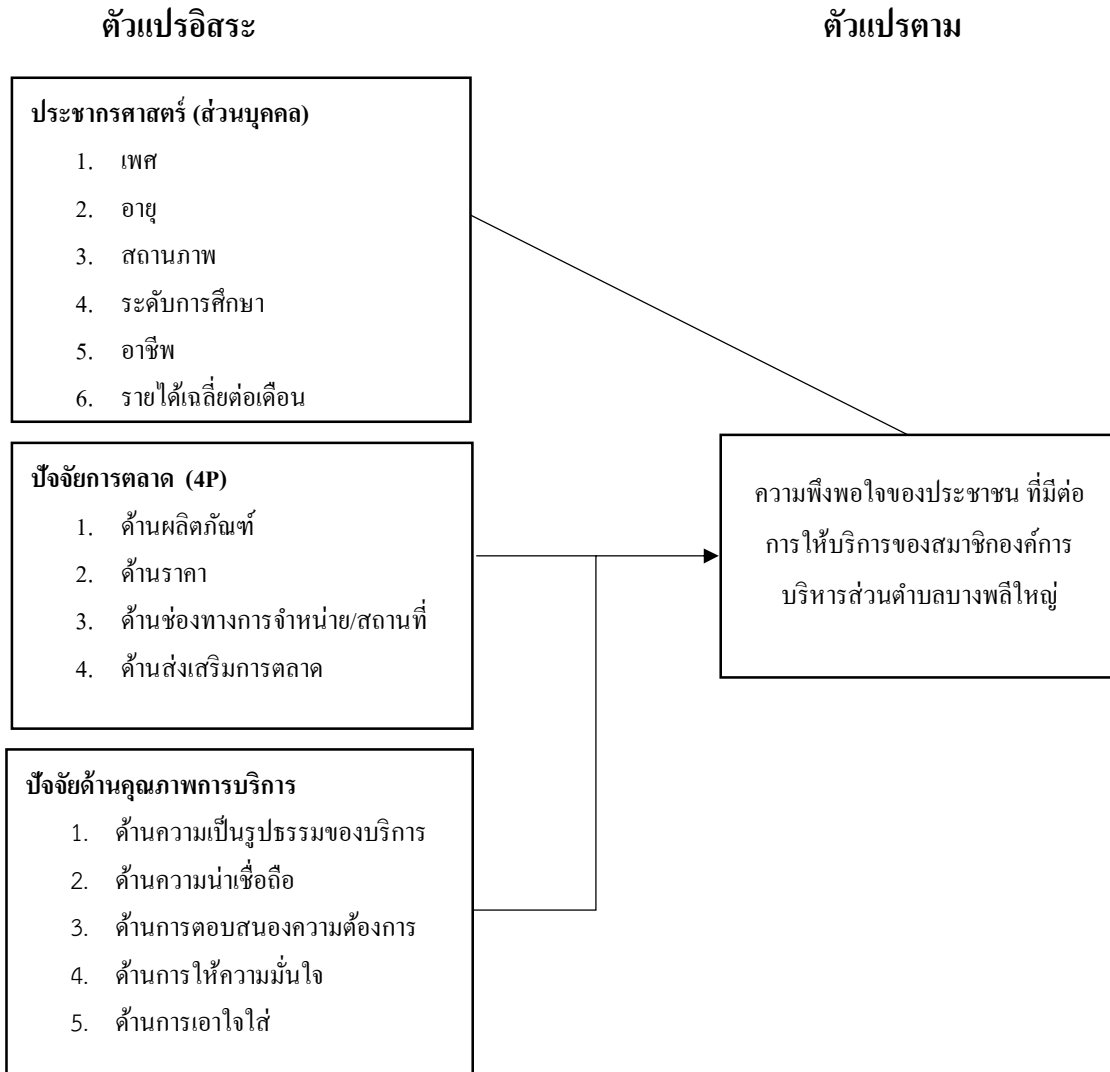 ตัวแปรอิสระ
ตัวแปรตาม
ประชากรศาสตร์ (ส่วนบุคคล)
1. เพศ
2. อายุ
3. สถานภาพ
4. ระดับการศึกษา
5. อาชีพ
6. รายได้เฉลี่ยต่อเดือน
ปัจจัยการตลาด (4P)
1. ด้านผลิตภัณฑ์
2. ด้านราคา
3. ด้านช่องทางการจำหน่าย/สถานที่
4. ด้านส่งเสริมการตลาด
ปัจจัยด้านคุณภาพการบริการ
1. ด้านความเป็นรูปธรรมของบริการ
2. ด้านความน่าเชื่อถือ
3. ด้านการตอบสนองความต้องการ
4. ด้านการให้ความมั่นใจ
5. ด้านการเอาใจใส่
ความพึงพอใจของประชาชน ที่มีต่อ
การให้บริการของสมาชิกองค์การ
บริหารส่วนตำบลบางพลีใหญ่